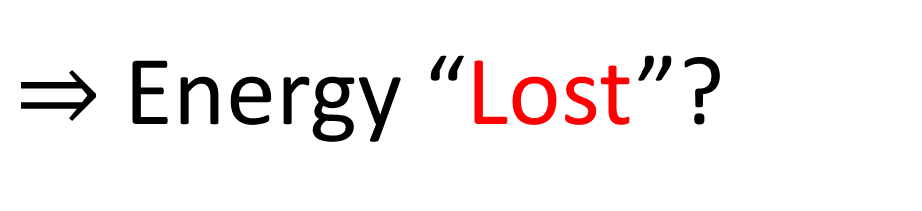 ⇒ Energy “Lost”?